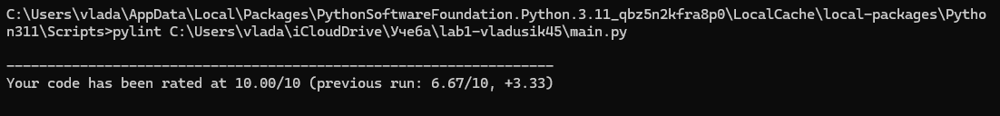 C:\Users\vlada\AppData\Local\Packages\PythonSoftwareFoundation.Python.3.11_qbz5n2kfra8p0\LocalCache\local-packages\Pytho
n311\Scripts>pylint C:\Users\vlada\iCloudDrive\Учеба\lab1-vladusik45\main.py
-------------------------------------------------------------------
Your code has been rated at 10.00/10 (previous run: 6.67/10, +3.33)